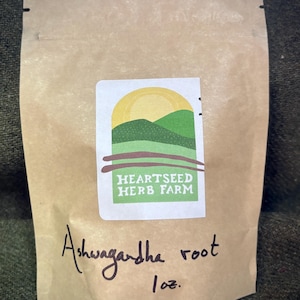 HEARTSEED
HERB FARM
Ashwagandha root
1oz.